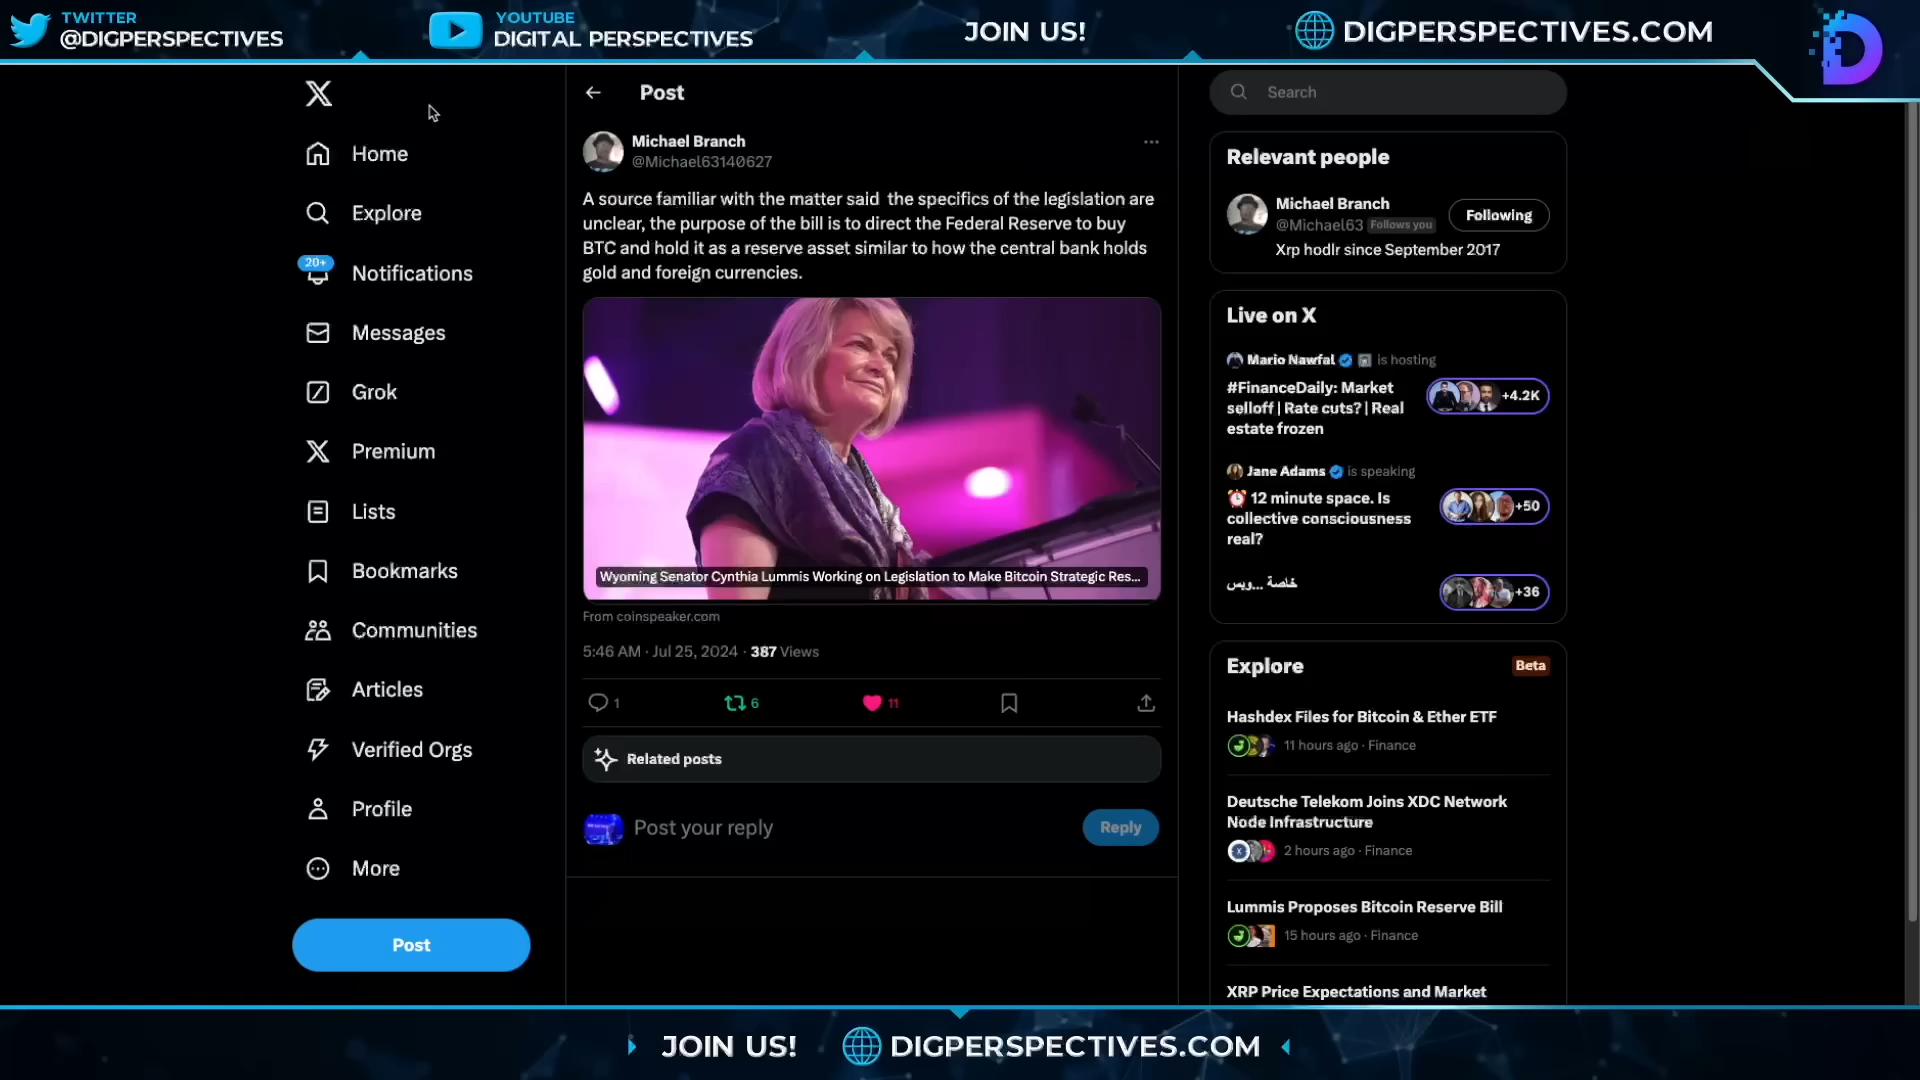 TWITTER
@DIGPERSPECTIVES
YOUTUBE
DIGITAL PERSPECTIVES
JOIN US!
DIGPERSPECTIVES.COM
Home
Explore
20+
Notifications
Messages
Grok
Premium
Lists
Bookmarks
Communities
Articles
Verified Orgs
Profile
More
Post
Post
Michael Branch
@Michael63140627
A source familiar with the matter said the specifics of the legislation are
unclear, the purpose of the bill is to direct the Federal Reserve to buy
BTC and hold it as a reserve asset similar to how the central bank holds
gold and foreign currencies.
Wyoming Senator Cynthia Lummis Working on Legislation to Make Bitcoin Strategic Res...
From coinspeaker.com
5:46 AM · Jul 25, 2024 · 387 Views
1
6
11
Related posts
Post your reply
Reply
Search
Relevant people
Michael Branch
@Michael63 Follows you
Following
Xrp hodlr since September 2017
Live on X
Mario Nawfal is hosting
#FinanceDaily: Market
selloff | Rate cuts? | Real
estate frozen
+4.2K
Jane Adams is speaking
⏰ 12 minute space. Is
collective consciousness
real?
+50
خاصة ...وبس
+36
Explore
Beta
Hashdex Files for Bitcoin & Ether ETF
11 hours ago · Finance
Deutsche Telekom Joins XDC Network
Node Infrastructure
2 hours ago · Finance
Lummis Proposes Bitcoin Reserve Bill
15 hours ago · Finance
XRP Price Expectations and Market
JOIN US!
DIGPERSPECTIVES.COM